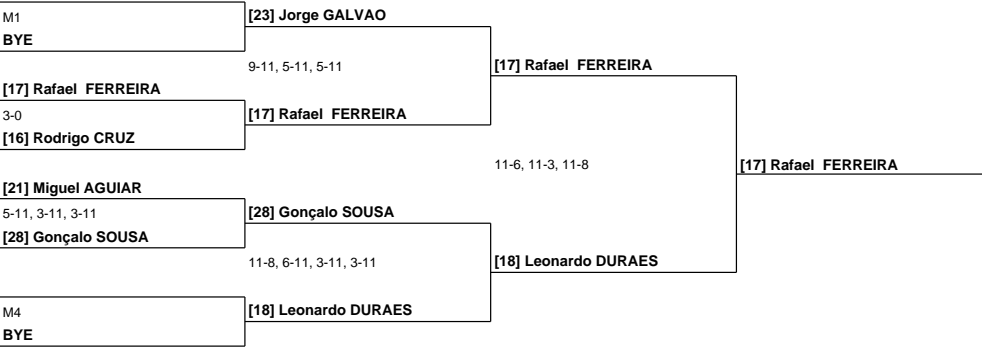 M1
BYE
[23] Jorge GALVAO
9-11, 5-11, 5-11
[17] Rafael FERREIRA
[17] Rafael FERREIRA
3-0
[16] Rodrigo CRUZ
[17] Rafael FERREIRA
11-6, 11-3, 11-8
[17] Rafael FERREIRA
[21] Miguel AGUIAR
5-11, 3-11, 3-11
[28] Gonçalo SOUSA
[28] Gonçalo SOUSA
11-8, 6-11, 3-11, 3-11
[18] Leonardo DURAES
M4
BYE
[18] Leonardo DURAES